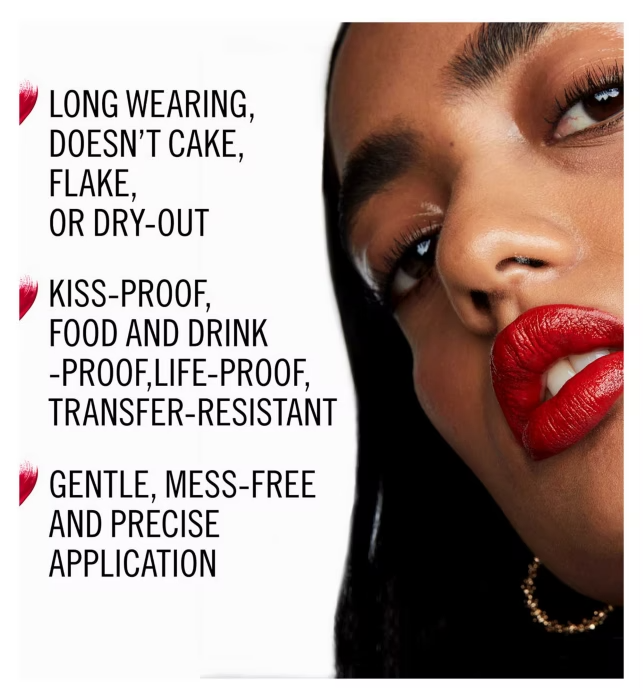 LONG WEARING,
DOESN’T CAKE,
FLAKE,
OR DRY-OUT
KISS-PROOF,
FOOD AND DRINK
-PROOF,LIFE-PROOF,
TRANSFER-RESISTANT
GENTLE, MESS-FREE
AND PRECISE
APPLICATION